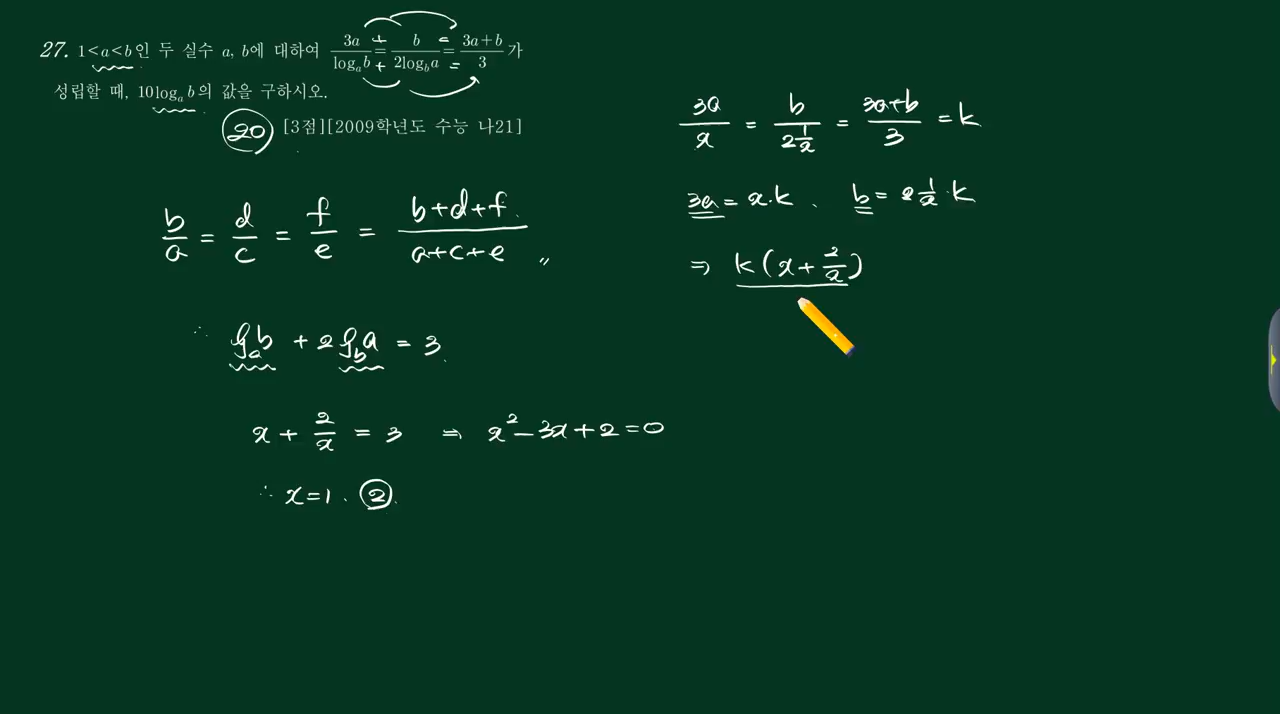 27. 1<a<b인 두 실수 a, b에 대하여 3a/log_a b = b/2log_b a = (3a+b)/3 가
성립할 때, 10log_a b의 값을 구하시오.
20 [3점][2009학년도 수능 나21]
b/a = d/c = f/e = (b+d+f)/(a+c+e) 〃
∴ log_a b + 2log_b a = 3.
x + 2/x = 3 ⇒ x² - 3x + 2 = 0
∴ x = 1. ②.
3a/x = b/(2 1/x) = (3a+b)/3 = k
3a = x·k、 b = 2 1/x · k
⇒ k(x + 2/x)